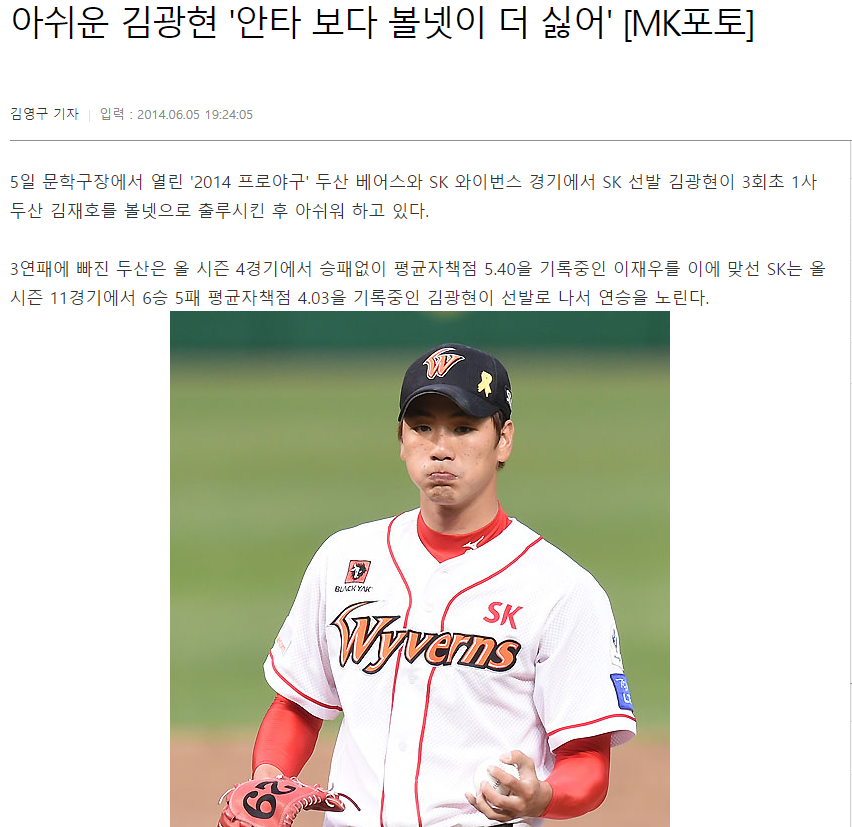 아쉬운 김광현 '안타 보다 볼넷이 더 싫어' [MK포토]
김영구 기자 | 입력 : 2014.06.05 19:24:05
5일 문학구장에서 열린 '2014 프로야구' 두산 베어스와 SK 와이번스 경기에서 SK 선발 김광현이 3회초 1사
두산 김재호를 볼넷으로 출루시킨 후 아쉬워 하고 있다.
3연패에 빠진 두산은 올 시즌 4경기에서 승패없이 평균자책점 5.40을 기록중인 이재우를 이에 맞선 SK는 올
시즌 11경기에서 6승 5패 평균자책점 4.03을 기록중인 김광현이 선발로 나서 연승을 노린다.
W
BLACK YAK
SK
Wyverns
29